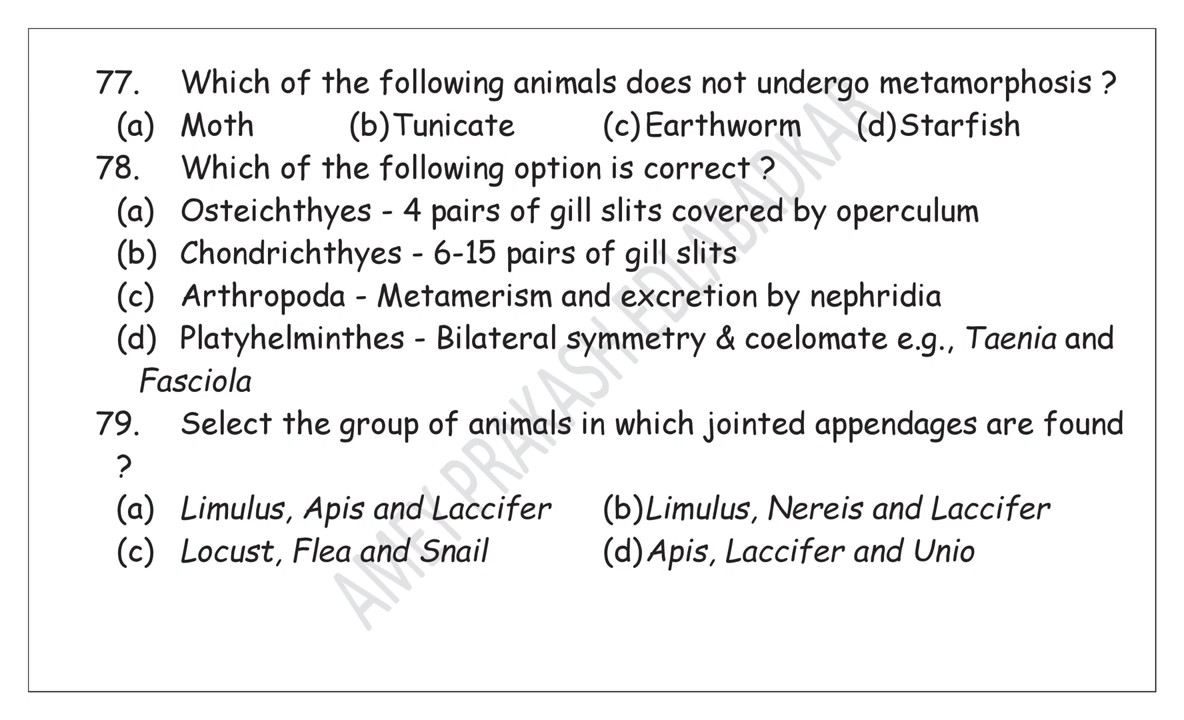 77. Which of the following animals does not undergo metamorphosis ?
(a) Moth (b) Tunicate (c) Earthworm (d) Starfish
78. Which of the following option is correct ?
(a) Osteichthyes - 4 pairs of gill slits covered by operculum
(b) Chondrichthyes - 6-15 pairs of gill slits
(c) Arthropoda - Metamerism and excretion by nephridia
(d) Platyhelminthes - Bilateral symmetry & coelomate e.g., Taenia and
Fasciola
79. Select the group of animals in which jointed appendages are found
?
(a) Limulus, Apis and Laccifer (b) Limulus, Nereis and Laccifer
(c) Locust, Flea and Snail (d) Apis, Laccifer and Unio
AMEY PRAKASH EDLABADKAR